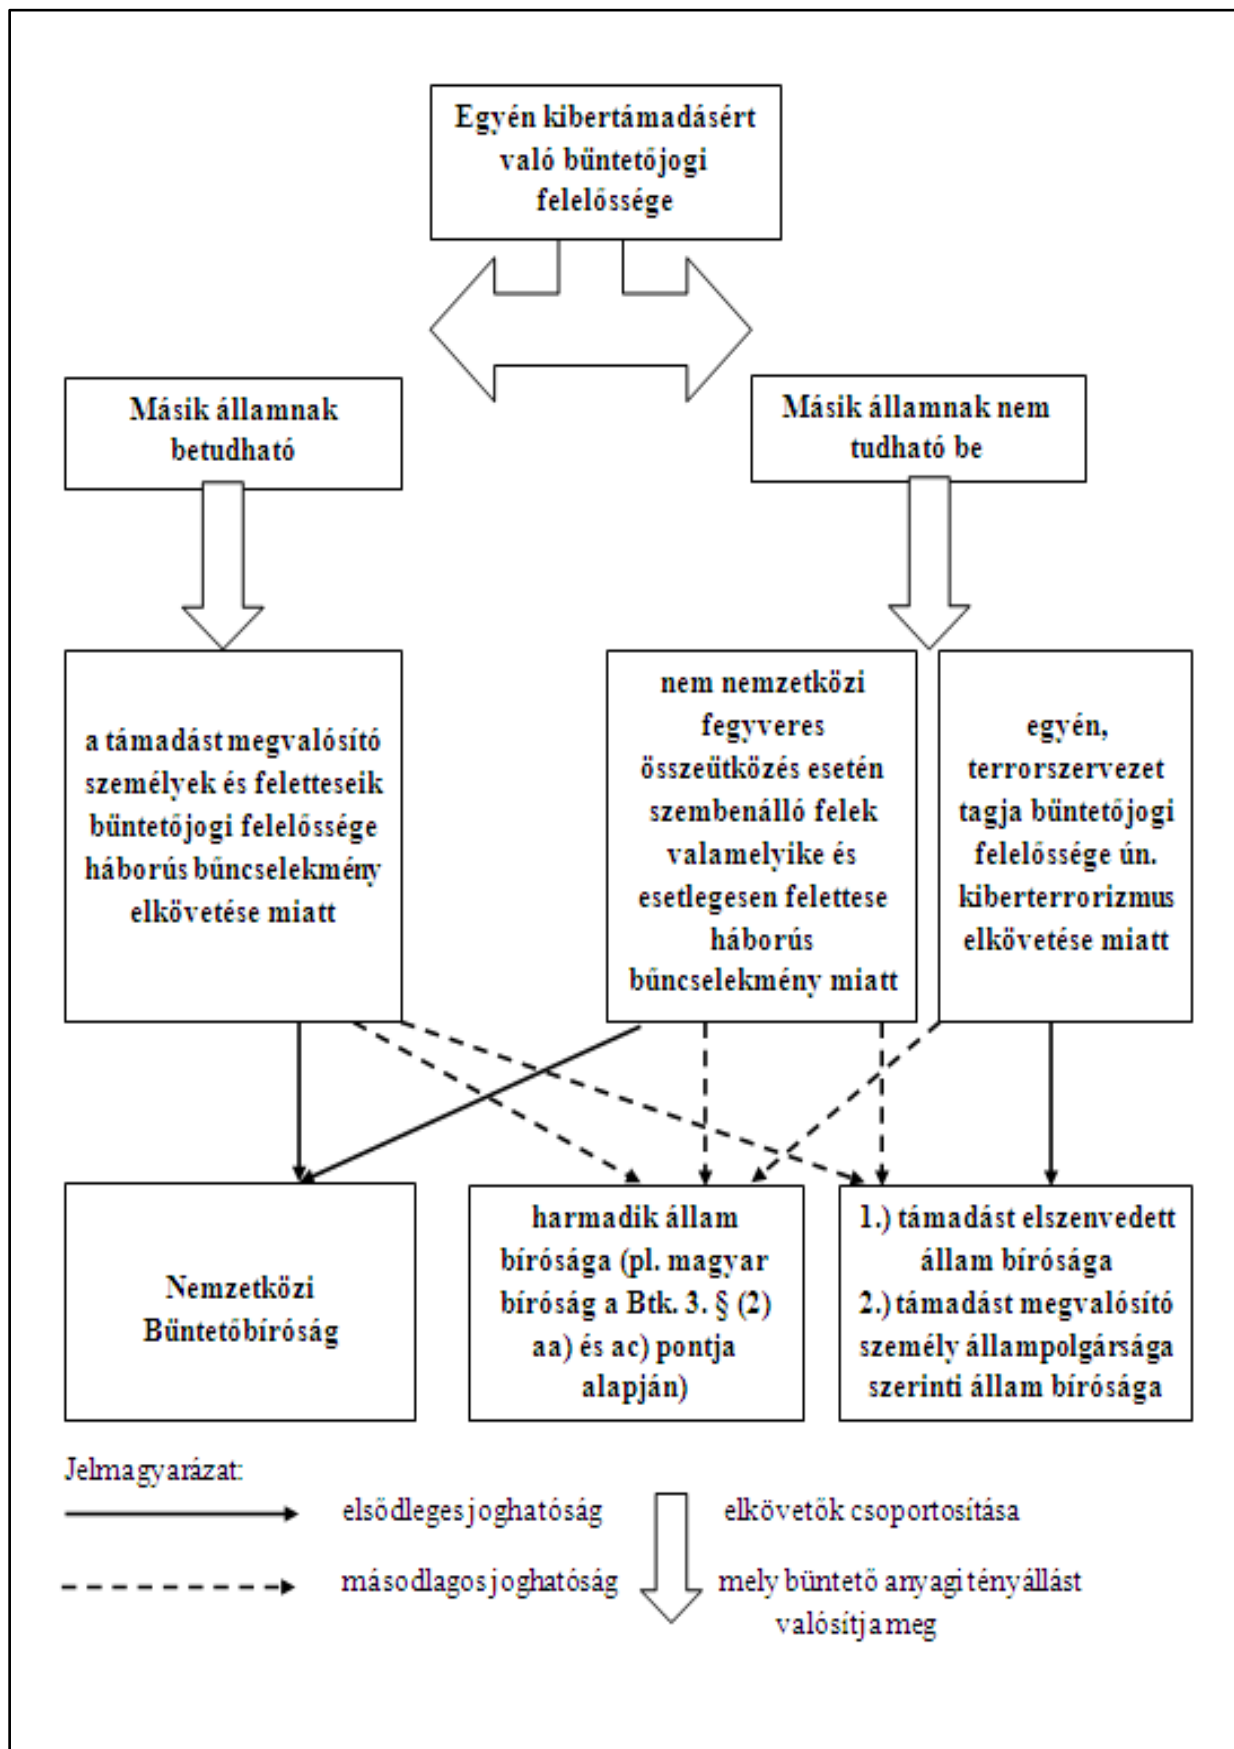 Egyén kibertámadásért
való büntetőjogi
felelőssége
Másik államnak
betudható
Másik államnak nem
tudható be
a támadást megvalósító
személyek és feletteseik
büntetőjogi felelőssége
háborús bűncselekmény
elkövetése miatt
nem nemzetközi
fegyveres
összeütközés esetén
szembenálló felek
valamelyike és
esetlegesen felettese
háborús
bűncselekmény miatt
egyén,
terrorszervezet
tagja büntetőjogi
felelőssége ún.
kiberterrorizmus
elkövetése miatt
Nemzetközi
Büntetőbíróság
harmadik állam
bírósága (pl. magyar
bíróság a Btk. 3. § (2)
aa) és ac) pontja
alapján)
1.) támadást elszenvedett
állam bírósága
2.) támadást megvalósító
személy állampolgársága
szerinti állam bírósága
Jelmagyarázat:
elsődleges joghatóság
elkövetők csoportosítása
másodlagos joghatóság
mely büntető anyagi tényállást
valósítja meg